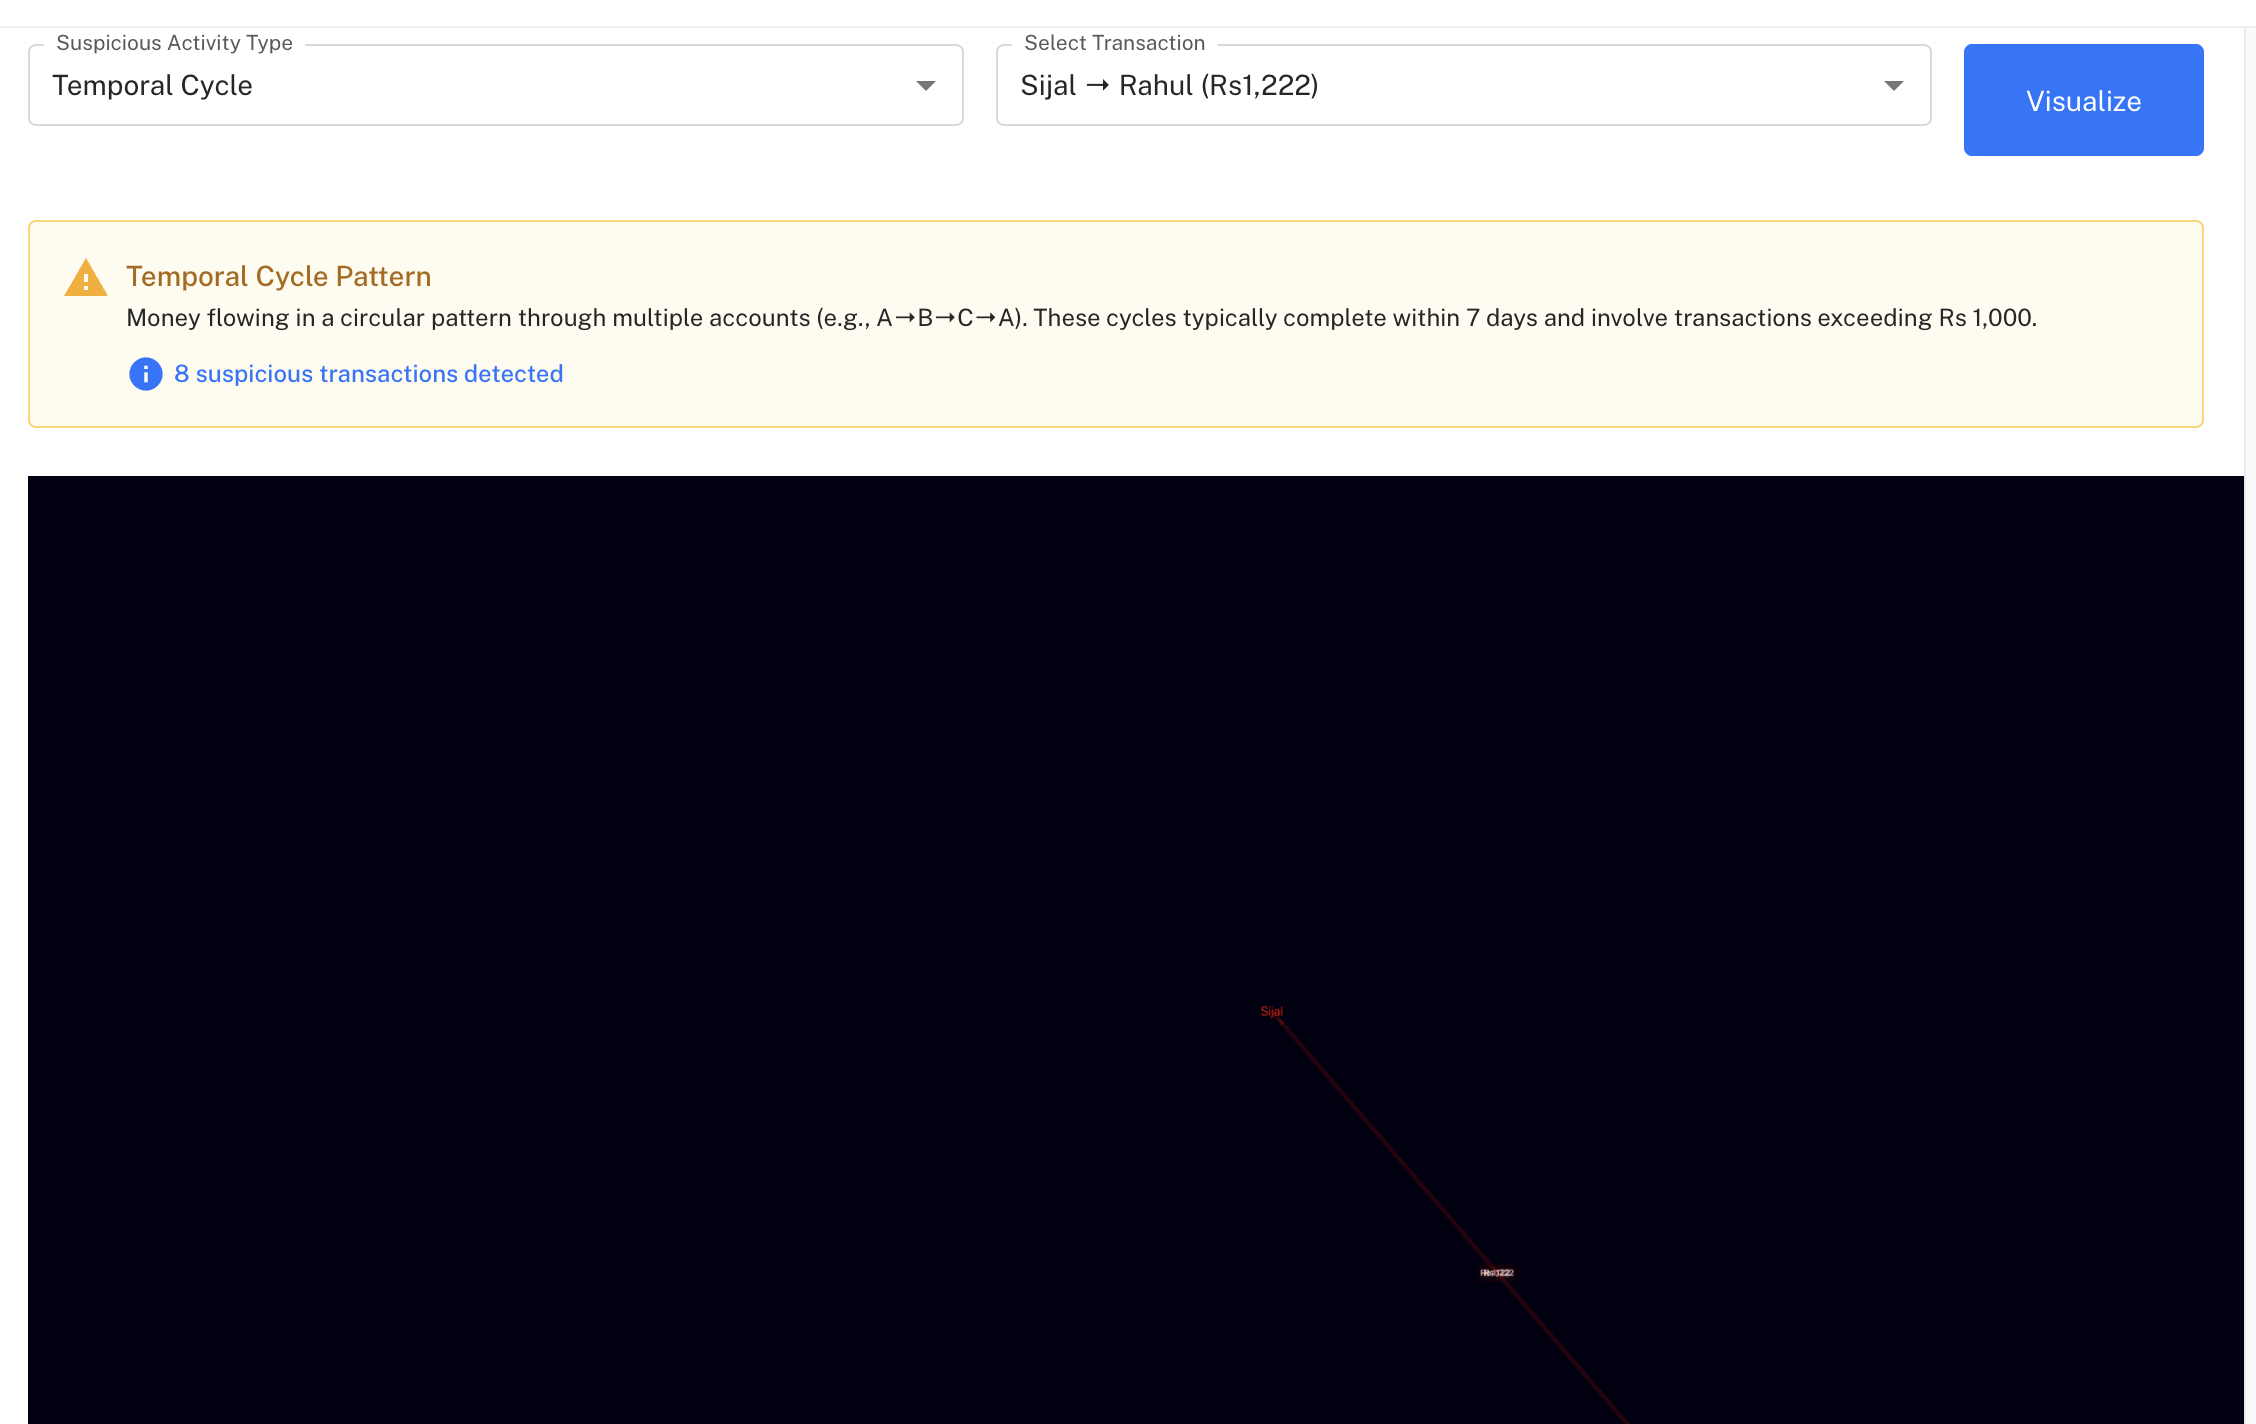 Suspicious Activity Type
Temporal Cycle
Select Transaction
Sijal → Rahul (Rs1,222)
Visualize
Temporal Cycle Pattern
Money flowing in a circular pattern through multiple accounts (e.g., A→B→C→A). These cycles typically complete within 7 days and involve transactions exceeding Rs 1,000.
8 suspicious transactions detected
Sijal